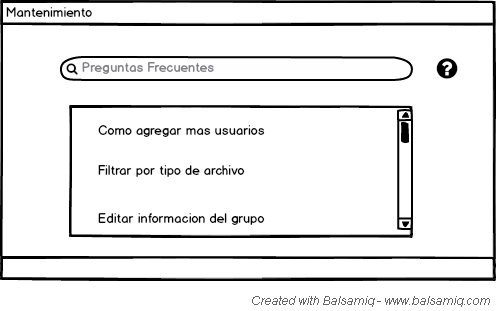 Mantenimiento
Preguntas Frecuentes
?
Como agregar mas usuarios
Filtrar por tipo de archivo
Editar informacion del grupo
Created with Balsamiq - www.balsamiq.com